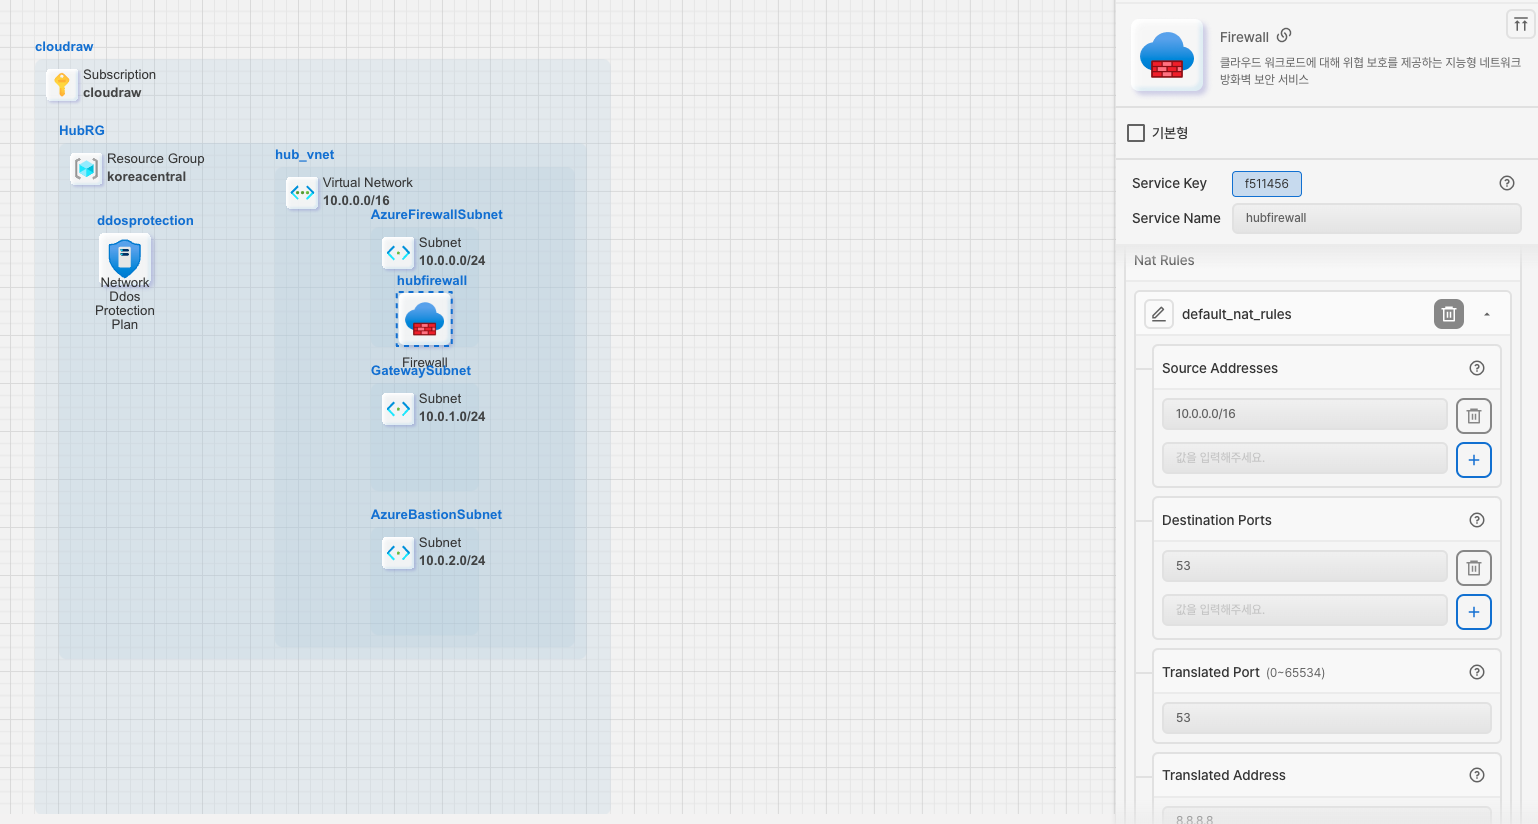 cloudraw
Subscription
cloudraw
HubRG
Resource Group
koreacentral
ddosprotection
Network
Ddos
Protection
Plan
hub_vnet
Virtual Network
10.0.0.0/16
AzureFirewallSubnet
Subnet
10.0.0.0/24
hubfirewall
Firewall
GatewaySubnet
Subnet
10.0.1.0/24
AzureBastionSubnet
Subnet
10.0.2.0/24
Firewall
클라우드 워크로드에 대해 위협 보호를 제공하는 지능형 네트워크
방화벽 보안 서비스
기본형
Service Key
f511456
Service Name
hubfirewall
Nat Rules
default_nat_rules
Source Addresses
10.0.0.0/16
값을 입력해주세요.
Destination Ports
53
값을 입력해주세요.
Translated Port (0~65534)
53
Translated Address
8.8.8.8